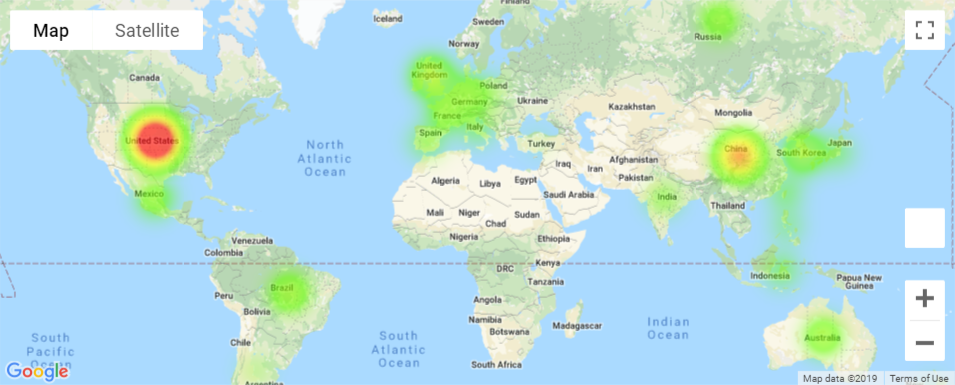 Map
Satellite
Iceland
Sweden
Norway
Russia
Canada
United
Kingdom
Poland
Germany
Ukraine
Kazakhstan
Mongolia
France
Italy
Spain
Turkey
United States
North
Atlantic
Ocean
China
South Korea
Japan
Iraq
Iran
Afghanistan
Pakistan
Algeria
Libya
Egypt
Saudi Arabia
India
Mexico
Mali
Niger
Chad
Sudan
Thailand
Venezuela
Colombia
Nigeria
Ethiopia
Kenya
DRC
Tanzania
Indonesia
Papua New
Guinea
Brazil
Peru
Bolivia
Angola
Namibia
Botswana
Madagascar
South
Pacific
Ocean
Chile
South
Atlantic
Ocean
Indian
Ocean
Australia
South Africa
Argentina
Google
Map data ©2019
Terms of Use